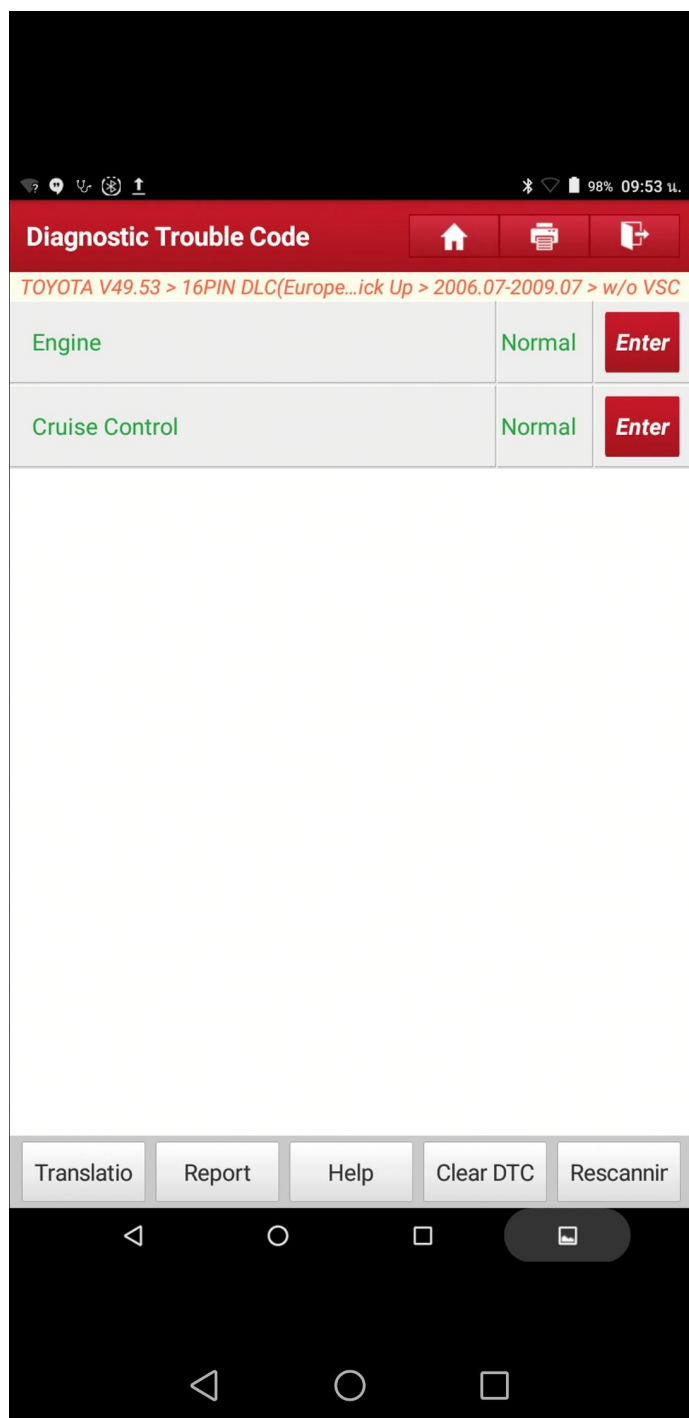 98% 09:53 น.
Diagnostic Trouble Code
TOYOTA V49.53 > 16PIN DLC(Europe...ick Up > 2006.07-2009.07 > w/o VSC
Engine Normal Enter
Cruise Control Normal Enter
Translatio Report Help Clear DTC Rescannir